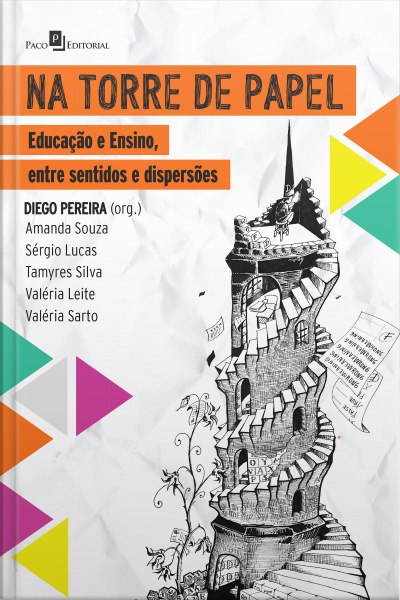 PACO EDITORIAL
NA TORRE DE PAPEL
Educação e Ensino,
entre sentidos e dispersões
DIEGO PEREIRA (org.)
Amanda Souza
Sérgio Lucas
Tamyres Silva
Valéria Leite
Valéria Sarto